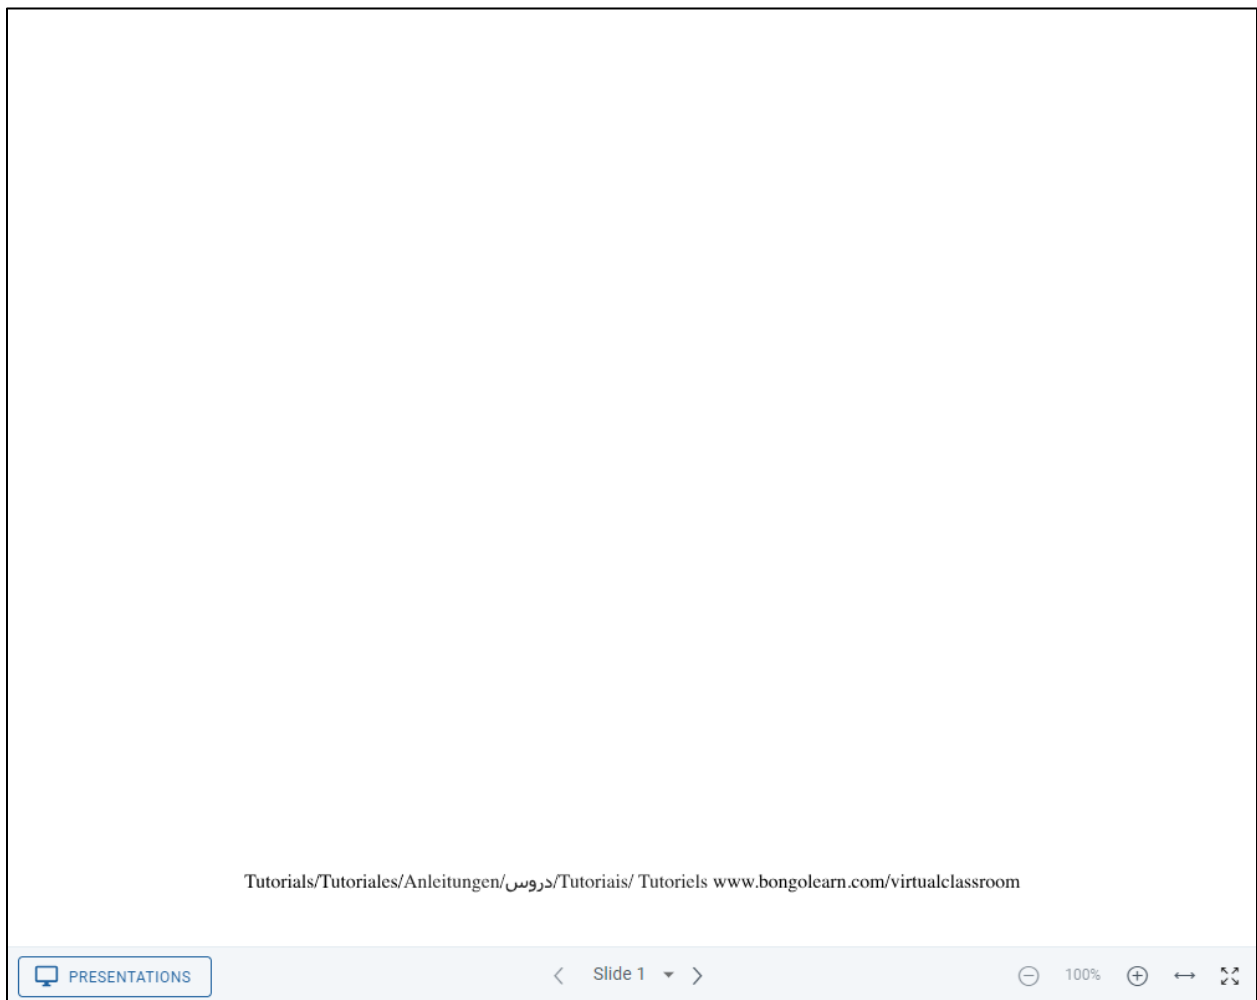 Tutorials/Tutoriales/Anleitungen/دروس/Tutoriais/ Tutoriels www.bongolearn.com/virtualclassroom
PRESENTATIONS
Slide 1
100%